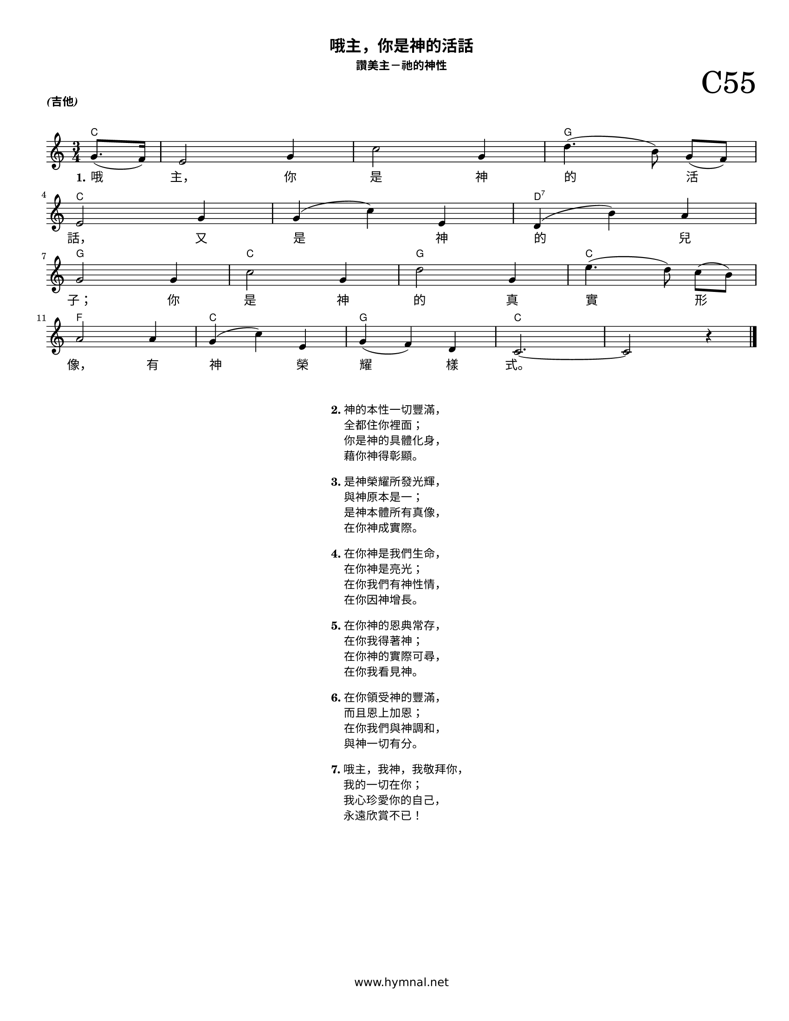 哦主，你是神的活話
讚美主－祂的神性
C55
(吉他)
C G
1. 哦 主， 你 是 神 的 活
4 C D7
話， 又 是 神 的 兒
7 G C G C
子； 你 是 神 的 真 實 形
11 F C G C
像， 有 神 榮 耀 樣 式。
2. 神的本性一切豐滿，
全都住你裡面；
你是神的具體化身，
藉你神得彰顯。
3. 是神榮耀所發光輝，
與神原本是一；
是神本體所有真像，
在你神成實際。
4. 在你神是我們生命，
在你神是亮光；
在你我們有神性情，
在你因神增長。
5. 在你神的恩典常存，
在你我得著神；
在你神的實際可尋，
在你我看見神。
6. 在你領受神的豐滿，
而且恩上加恩；
在你我們與神調和，
與神一切有分。
7. 哦主，我神，我敬拜你，
我的一切在你；
我心珍愛你的自己，
永遠欣賞不已！
www.hymnal.net